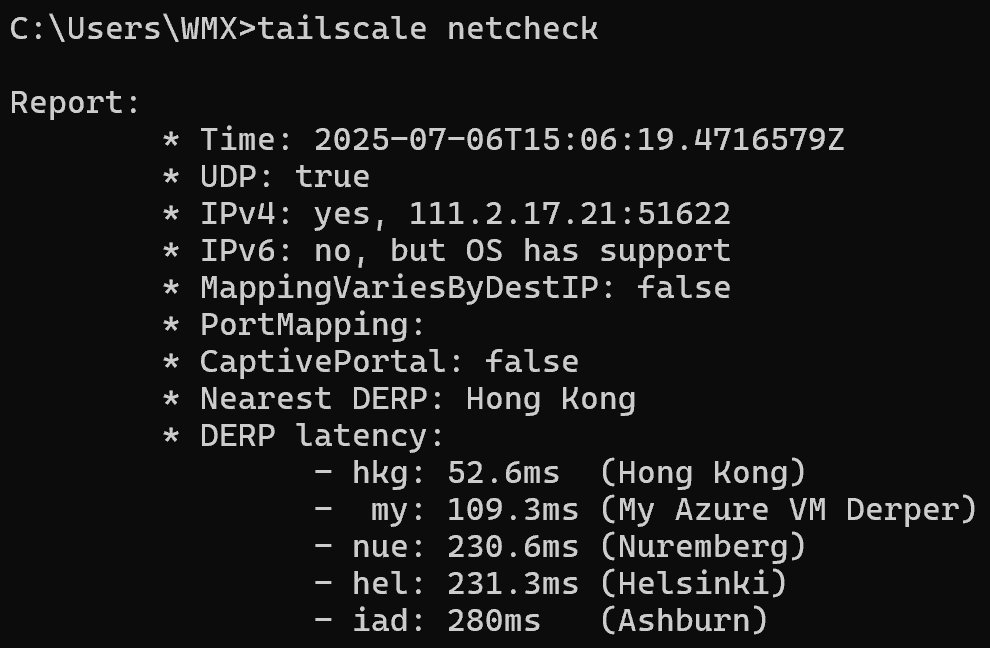 C:\Users\WMX>tailscale netcheck
Report:
* Time: 2025-07-06T15:06:19.4716579Z
* UDP: true
* IPv4: yes, 111.2.17.21:51622
* IPv6: no, but OS has support
* MappingVariesByDestIP: false
* PortMapping:
* CaptivePortal: false
* Nearest DERP: Hong Kong
* DERP latency:
- hkg: 52.6ms  (Hong Kong)
-  my: 109.3ms (My Azure VM Derper)
- nue: 230.6ms (Nuremberg)
- hel: 231.3ms (Helsinki)
- iad: 280ms   (Ashburn)